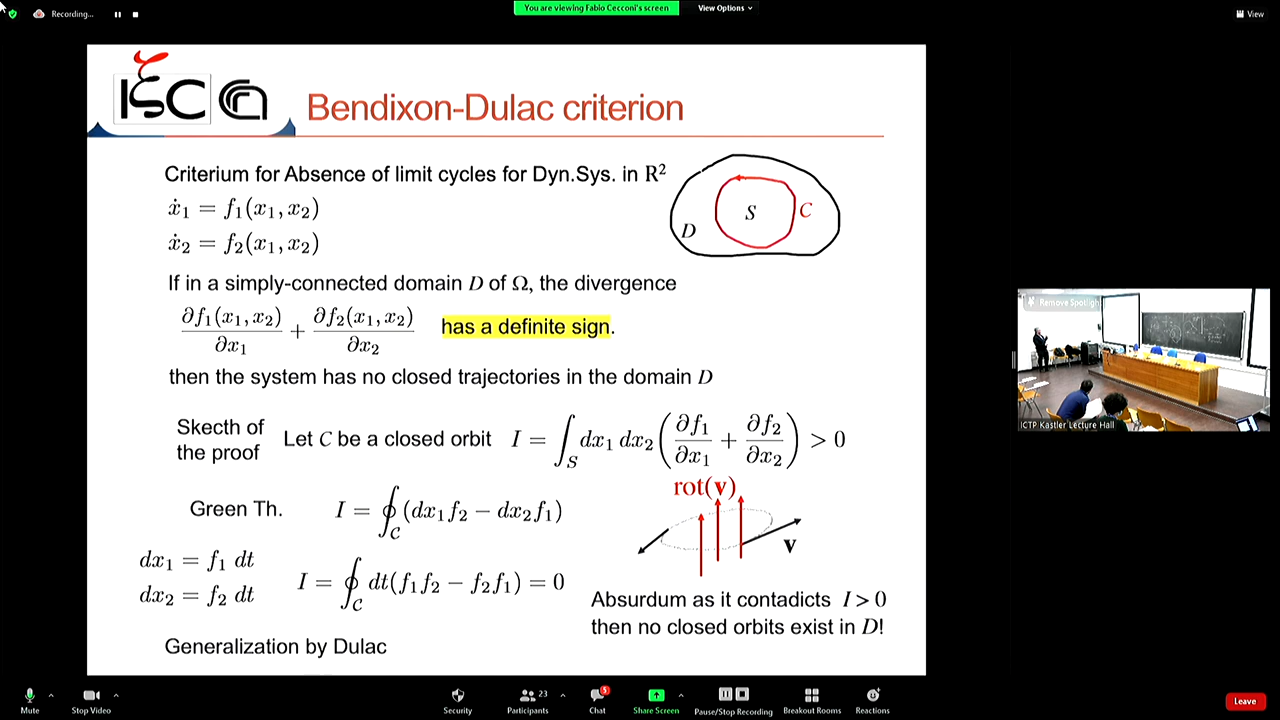 Recording...
You are viewing Fabio Cecconi's screen
View Options
View
ISC
Bendixon-Dulac criterion
Criterium for Absence of limit cycles for Dyn.Sys. in R²
ẋ₁ = f₁(x₁, x₂)
ẋ₂ = f₂(x₁, x₂)
D
S
C
If in a simply-connected domain D of Ω, the divergence
∂f₁(x₁, x₂)/∂x₁ + ∂f₂(x₁, x₂)/∂x₂ has a definite sign.
then the system has no closed trajectories in the domain D
Skecth of
the proof
Let C be a closed orbit I = ∫_S dx₁ dx₂ (∂f₁/∂x₁ + ∂f₂/∂x₂) > 0
Green Th. I = ∮_C (dx₁f₂ − dx₂f₁)
rot(v)
v
dx₁ = f₁ dt
dx₂ = f₂ dt
I = ∮_C dt(f₁f₂ − f₂f₁) = 0
Absurdum as it contadicts I > 0
then no closed orbits exist in D!
Generalization by Dulac
Remove Spotlight
ICTP Kastler Lecture Hall
Mute
Stop Video
Security
23
Participants
5
Chat
Share Screen
Pause/Stop Recording
Breakout Rooms
Reactions
Leave